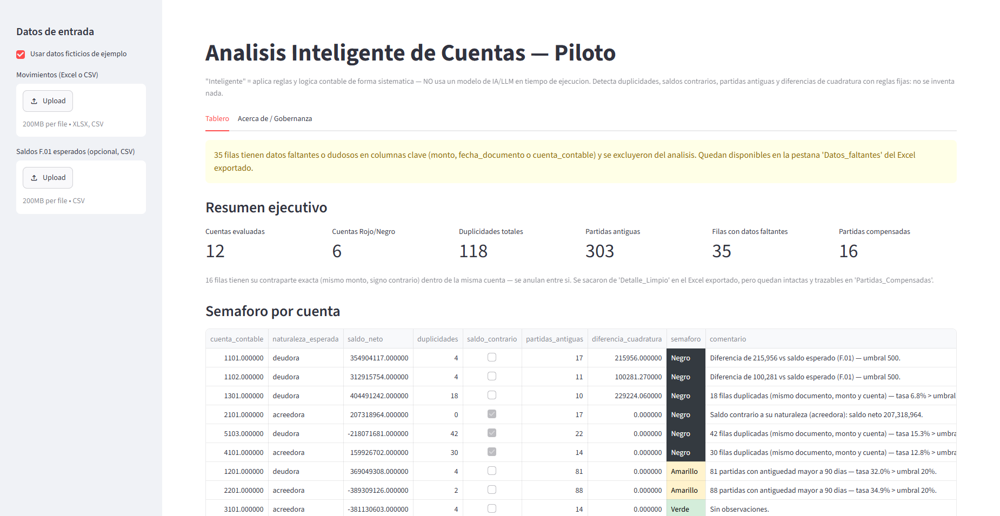 Datos de entrada
Usar datos ficticios de ejemplo
Movimientos (Excel o CSV)
Upload
200MB per file • XLSX, CSV
Saldos F.01 esperados (opcional, CSV)
Upload
200MB per file • CSV
Analisis Inteligente de Cuentas — Piloto
"Inteligente" = aplica reglas y logica contable de forma sistematica — NO usa un modelo de IA/LLM en tiempo de ejecucion. Detecta duplicidades, saldos contrarios, partidas antiguas y diferencias de cuadratura con reglas fijas: no se inventa
nada.
Tablero Acerca de / Gobernanza
35 filas tienen datos faltantes o dudosos en columnas clave (monto, fecha_documento o cuenta_contable) y se excluyeron del analisis. Quedan disponibles en la pestana 'Datos_faltantes' del Excel
exportado.
Resumen ejecutivo
Cuentas evaluadas Cuentas Rojo/Negro Duplicidades totales Partidas antiguas Filas con datos faltantes Partidas compensadas
12 6 118 303 35 16
16 filas tienen su contraparte exacta (mismo monto, signo contrario) dentro de la misma cuenta — se anulan entre si. Se sacaron de 'Detalle_Limpio' en el Excel exportado, pero quedan intactas y trazables en 'Partidas_Compensadas'.
Semaforo por cuenta
cuenta_contable naturaleza_esperada saldo_neto duplicidades saldo_contrario partidas_antiguas diferencia_cuadratura semaforo comentario
1101.000000 deudora 354904117.000000 4 17 215956.000000 Negro Diferencia de 215,956 vs saldo esperado (F.01) — umbral 500.
1102.000000 deudora 312915754.000000 4 11 100281.270000 Negro Diferencia de 100,281 vs saldo esperado (F.01) — umbral 500.
1301.000000 deudora 404491242.000000 18 10 229224.060000 Negro 18 filas duplicadas (mismo documento, monto y cuenta) — tasa 6.8% > umbral
2101.000000 acreedora 207318964.000000 0 17 0.000000 Negro Saldo contrario a su naturaleza (acreedora): saldo neto 207,318,964.
5103.000000 deudora -218071681.000000 42 22 0.000000 Negro 42 filas duplicadas (mismo documento, monto y cuenta) — tasa 15.3% > umbra
4101.000000 acreedora 159926702.000000 30 14 0.000000 Negro 30 filas duplicadas (mismo documento, monto y cuenta) — tasa 12.8% > umbra
1201.000000 deudora 369049308.000000 4 81 0.000000 Amarillo 81 partidas con antiguedad mayor a 90 dias — tasa 32.0% > umbral 20%.
2201.000000 acreedora -389309126.000000 2 88 0.000000 Amarillo 88 partidas con antiguedad mayor a 90 dias — tasa 34.9% > umbral 20%.
3101.000000 acreedora -381130603.000000 4 14 0.000000 Verde Sin observaciones.